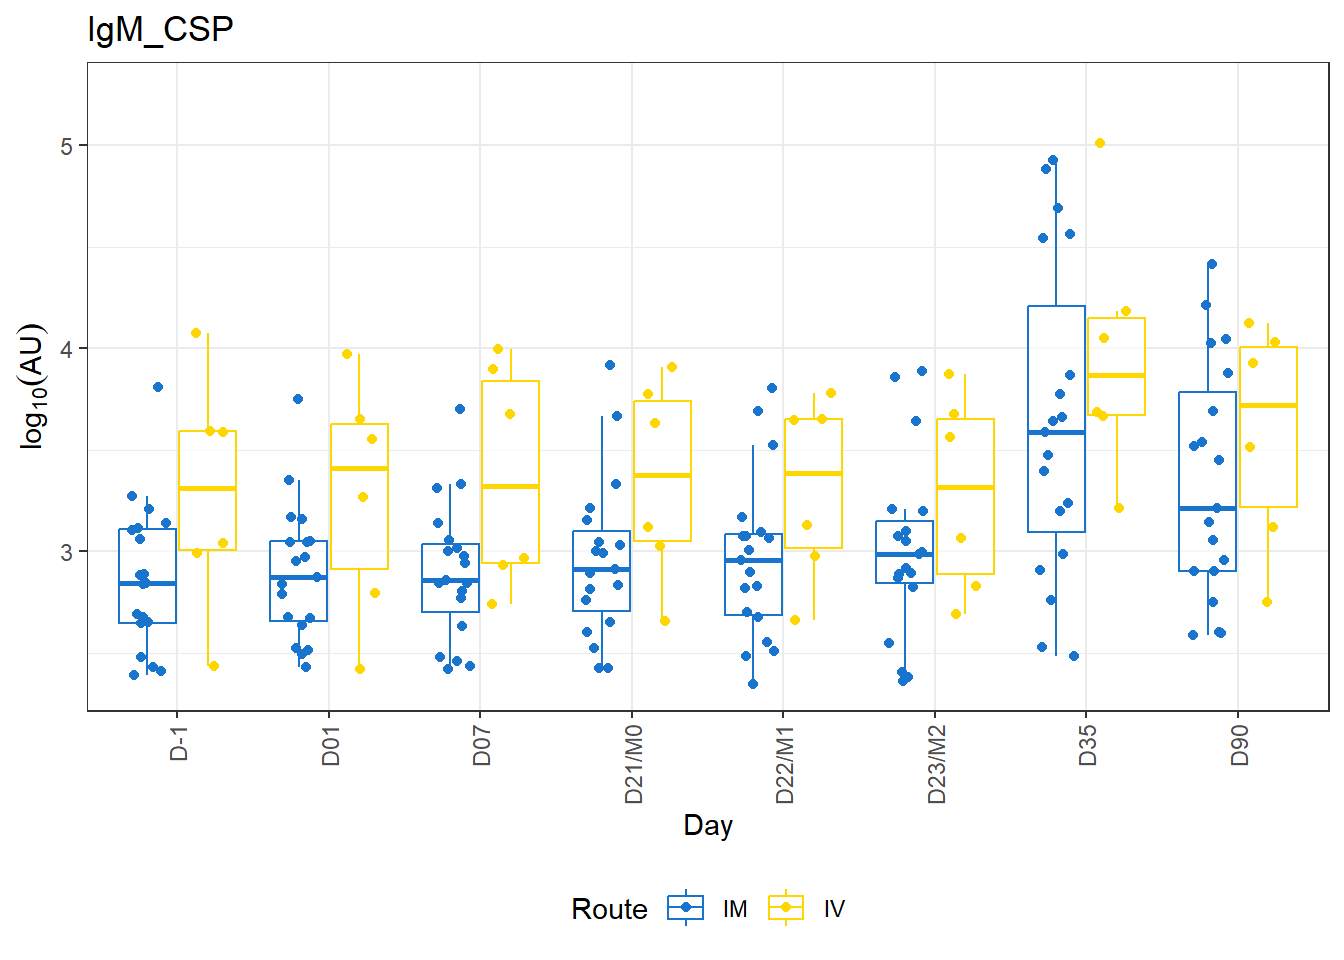 IgM_CSP
5
4
3
log10(AU)
D-1 D01 D07 D21/M0 D22/M1 D23/M2 D35 D90
Day
Route IM IV